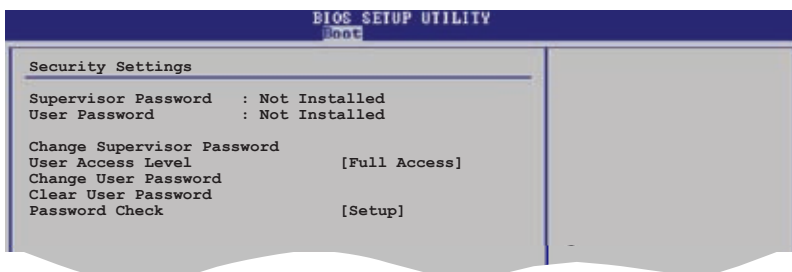 BIOS SETUP UTILITY
Boot
Security Settings
Supervisor Password : Not Installed
User Password : Not Installed
Change Supervisor Password
User Access Level [Full Access]
Change User Password
Clear User Password
Password Check [Setup]